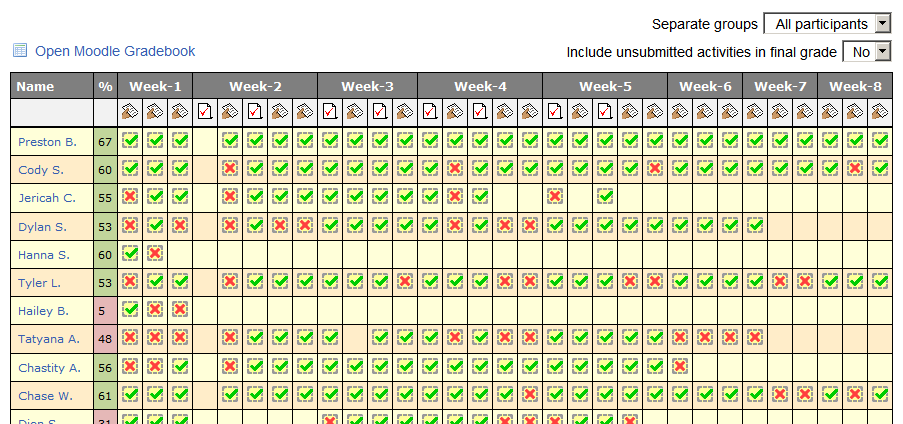 Separate groups All participants
Open Moodle Gradebook
Include unsubmitted activities in final grade No
Name % Week-1 Week-2 Week-3 Week-4 Week-5 Week-6 Week-7 Week-8
Preston B. 67
Cody S. 60
Jericah C. 55
Dylan S. 53
Hanna S. 60
Tyler L. 53
Hailey B. 5
Tatyana A. 48
Chastity A. 56
Chase W. 61